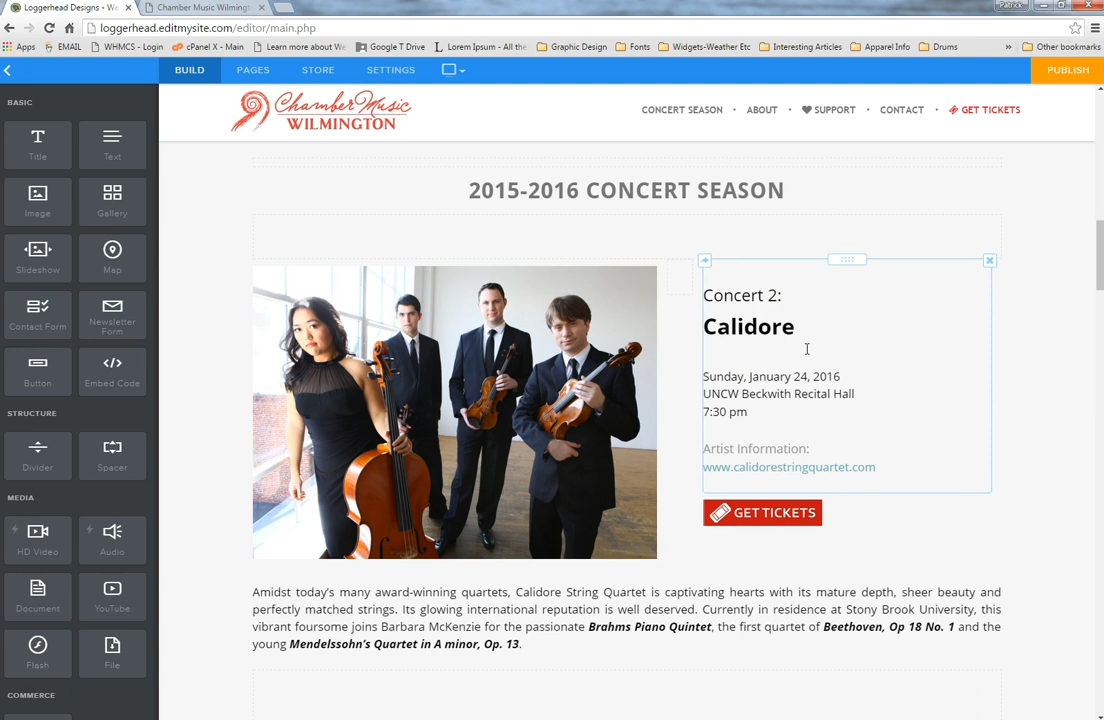 Loggerhead Designs - We
Chamber Music Wilmingt
Patrick
loggerhead.editmysite.com/editor/main.php
Apps EMAIL WHMCS - Login cPanel X - Main Learn more about We Google T Drive Lorem Ipsum - All the Graphic Design Fonts Widgets-Weather Etc Interesting Articles Apparel Info Drums » Other bookmarks
BUILD PAGES STORE SETTINGS PUBLISH
BASIC
Title Text
Image Gallery
Slideshow Map
Contact Form Newsletter Form
Button Embed Code
STRUCTURE
Divider Spacer
MEDIA
HD Video Audio
Document YouTube
Flash File
COMMERCE
Chamber Music
WILMINGTON
CONCERT SEASON • ABOUT • SUPPORT • CONTACT • GET TICKETS
2015-2016 CONCERT SEASON
Concert 2:
Calidore
Sunday, January 24, 2016
UNCW Beckwith Recital Hall
7:30 pm
Artist Information:
www.calidorestringquartet.com
GET TICKETS
Amidst today's many award-winning quartets, Calidore String Quartet is captivating hearts with its mature depth, sheer beauty and
perfectly matched strings. Its glowing international reputation is well deserved. Currently in residence at Stony Brook University, this
vibrant foursome joins Barbara McKenzie for the passionate Brahms Piano Quintet, the first quartet of Beethoven, Op 18 No. 1 and the
young Mendelssohn's Quartet in A minor, Op. 13.